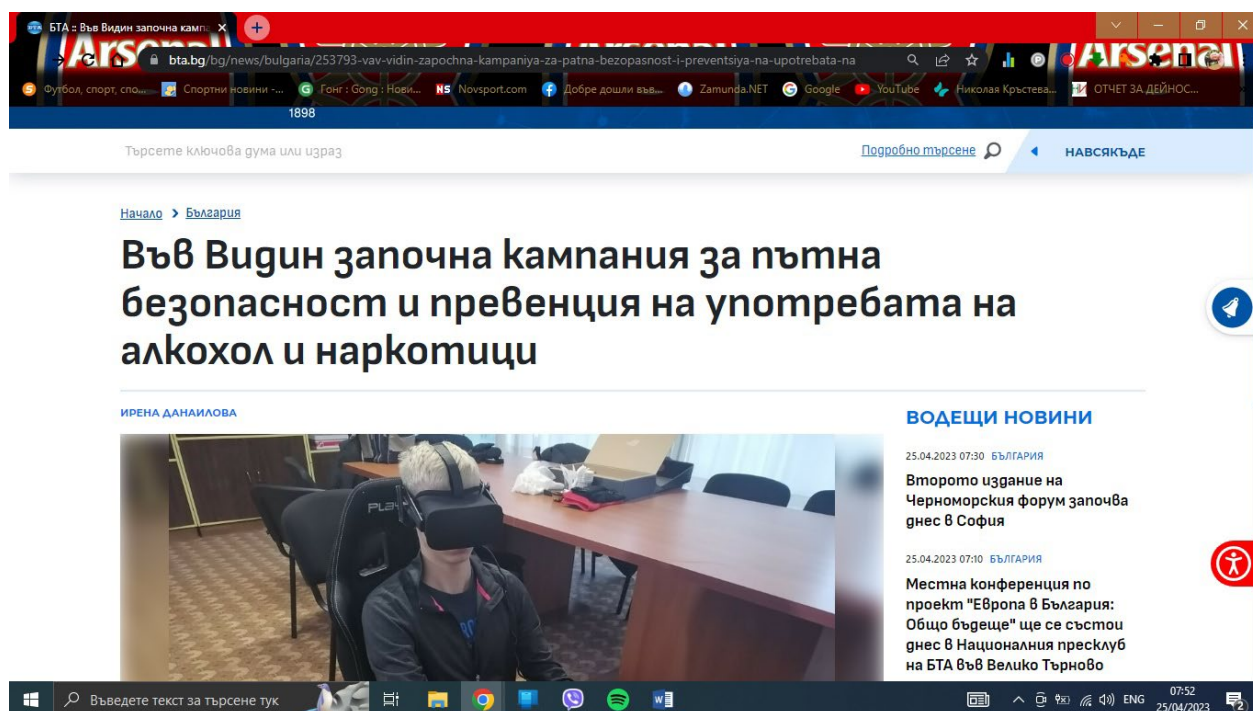 БТА :: Във Видин започна кампа
Arsenal
bta.bg/bg/news/bulgaria/253793-vav-vidin-zapochna-kampaniya-za-patna-bezopasnost-i-preventsiya-na-upotrebata-na
Arsenal
Футбол, спорт, спо...
Спортни новини -...
Гонг : Gong : Нови...
NS Novsport.com
Добре дошли във...
Zamunda.NET
Google
YouTube
Николая Кръстева...
ОТЧЕТ ЗА ДЕЙНОС...
1898
Търсете ключова дума или израз
Подробно търсене
НАВСЯКЪДЕ
Начало > България
Във Видин започна кампания за пътна
безопасност и превенция на употребата на
алкохол и наркотици
ИРЕНА ДАНАИЛОВА
ВОДЕЩИ НОВИНИ
25.04.2023 07:30 БЪЛГАРИЯ
Второто издание на
Черноморския форум започва
днес в София
25.04.2023 07:10 БЪЛГАРИЯ
Местна конференция по
проект "Европа в България:
Общо бъдеще" ще се състои
днес в Националния пресклуб
на БТА във Велико Търново
Въведете текст за търсене тук
ENG
07:52
25/04/2023
2